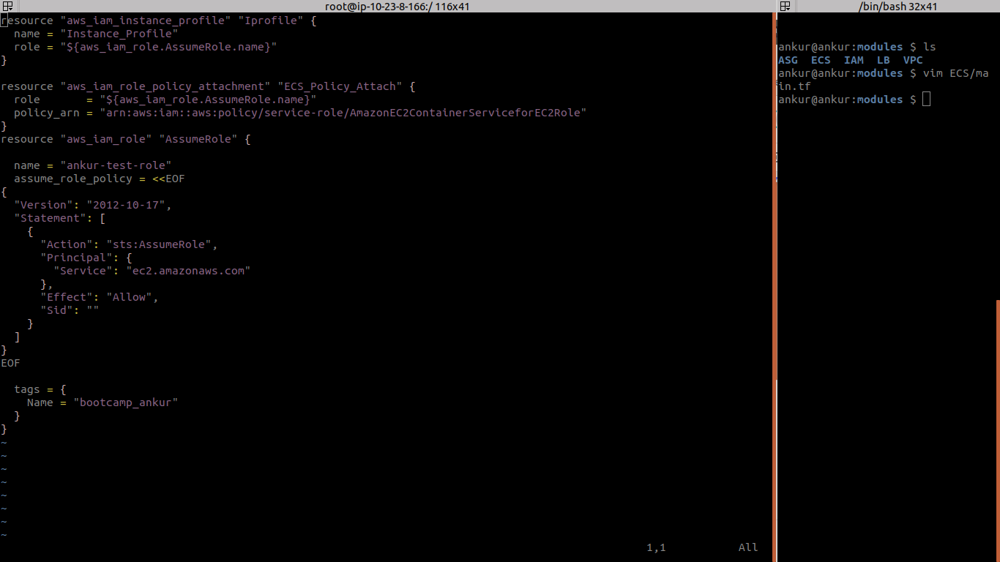 root@ip-10-23-8-166:/ 116x41
resource "aws_iam_instance_profile" "Iprofile" {
  name = "Instance_Profile"
  role = "${aws_iam_role.AssumeRole.name}"
}

resource "aws_iam_role_policy_attachment" "ECS_Policy_Attach" {
  role       = "${aws_iam_role.AssumeRole.name}"
  policy_arn = "arn:aws:iam::aws:policy/service-role/AmazonEC2ContainerServiceforEC2Role"
}
resource "aws_iam_role" "AssumeRole" {

  name = "ankur-test-role"
  assume_role_policy = <<EOF
{
  "Version": "2012-10-17",
  "Statement": [
    {
      "Action": "sts:AssumeRole",
      "Principal": {
        "Service": "ec2.amazonaws.com"
      },
      "Effect": "Allow",
      "Sid": ""
    }
  ]
}
EOF

  tags = {
    Name = "bootcamp_ankur"
  }
}
~
~
~
~
~
~
~
~
1,1 All
/bin/bash 32x41
ankur@ankur:modules $ ls
ASG  ECS  IAM  LB  VPC
ankur@ankur:modules $ vim ECS/ma
in.tf
ankur@ankur:modules $